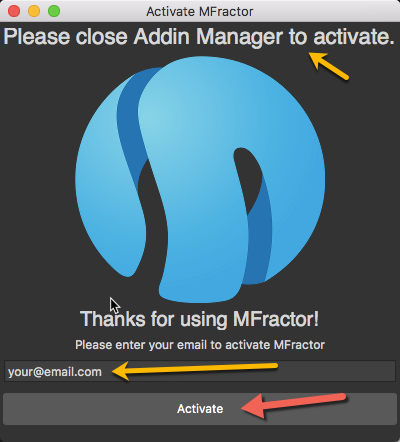 Activate MFractor
Please close Addin Manager to activate.
Thanks for using MFractor!
Please enter your email to activate MFractor
your@email.com
Activate